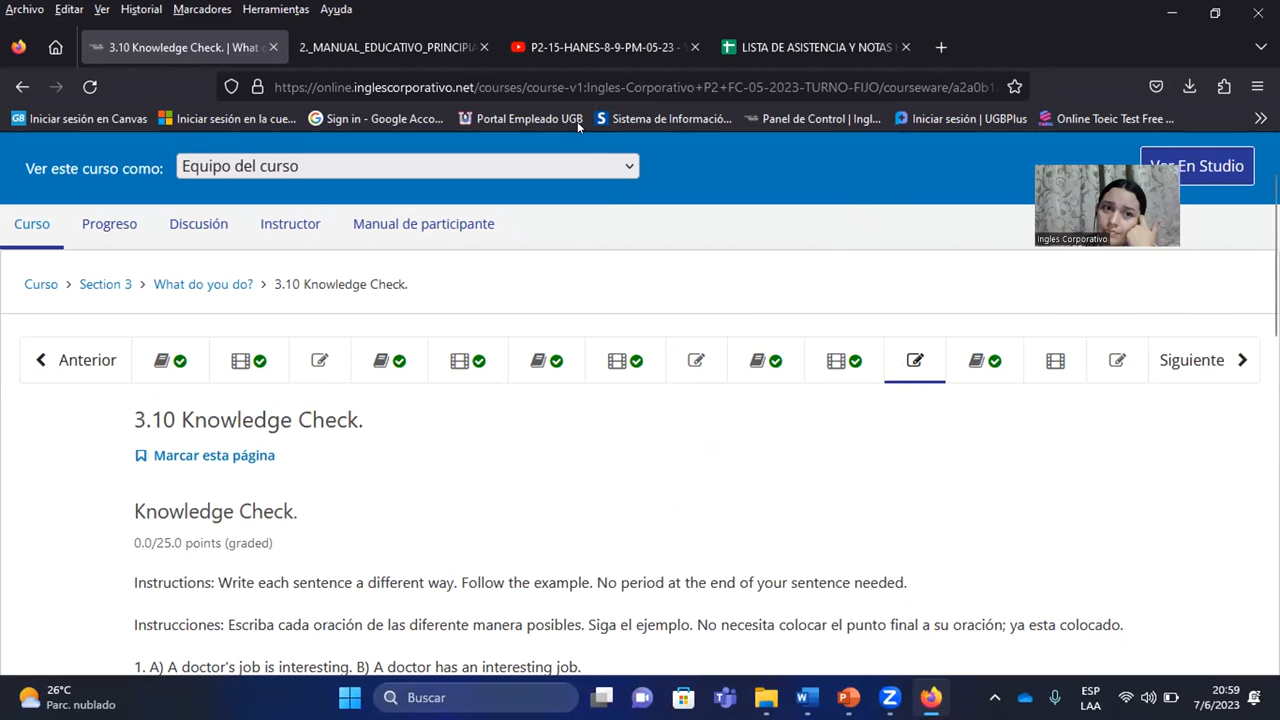 Archivo Editar Ver Historial Marcadores Herramientas Ayuda
3.10 Knowledge Check. | What
2._MANUAL_EDUCATIVO_PRINCIPIA
P2-15-HANES-8-9-PM-05-23 -
LISTA DE ASISTENCIA Y NOTAS
https://online.inglescorporativo.net/courses/course-v1:Ingles-Corporativo+P2+FC-05-2023-TURNO-FIJO/courseware/a2a0b1
Iniciar sesión en Canvas
Iniciar sesión en la cue...
Sign in - Google Acco...
Portal Empleado UGB
Sistema de Informació...
Panel de Control | Ingl...
Iniciar sesión | UGBPlus
Online Toeic Test Free ...
Ver este curso como: Equipo del curso
Ver En Studio
Ingles Corporativo
Curso Progreso Discusión Instructor Manual de participante
Curso > Section 3 > What do you do? > 3.10 Knowledge Check.
Anterior
Siguiente
3.10 Knowledge Check.
Marcar esta página
Knowledge Check.
0.0/25.0 points (graded)
Instructions: Write each sentence a different way. Follow the example. No period at the end of your sentence needed.
Instrucciones: Escriba cada oración de las diferente manera posibles. Siga el ejemplo. No necesita colocar el punto final a su oración; ya esta colocado.
1. A) A doctor's job is interesting. B) A doctor has an interesting job.
26°C
Parc. nublado
Buscar
ESP
LAA
20:59
7/6/2023